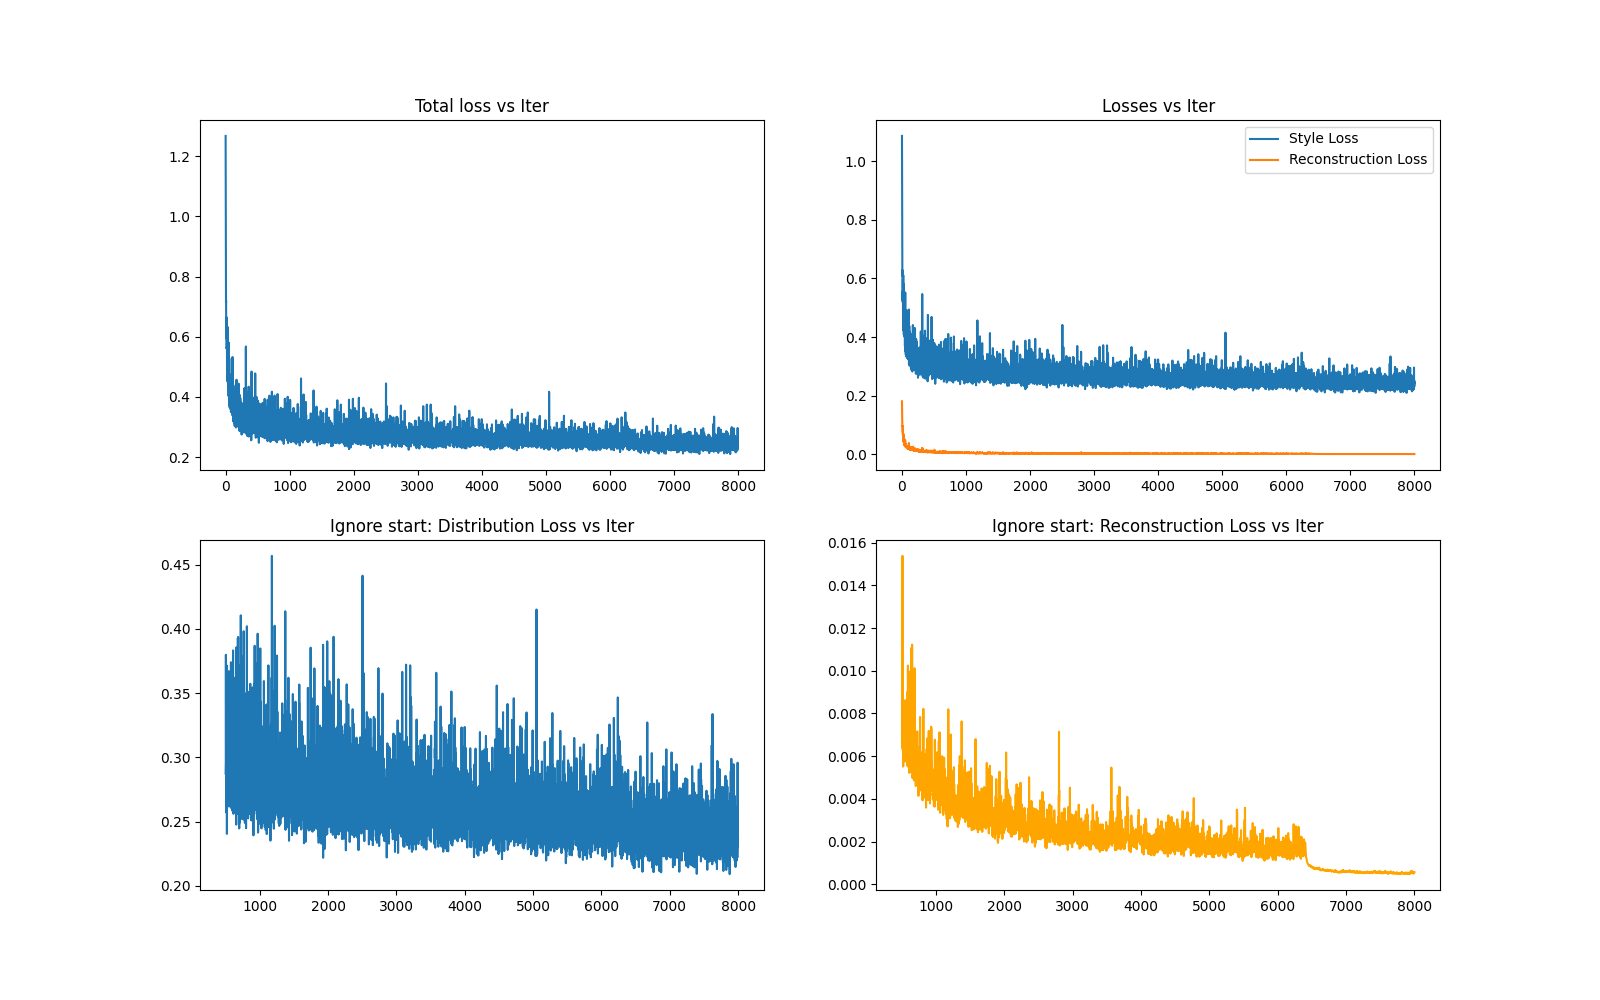 Total loss vs Iter
1.2
1.0
0.8
0.6
0.4
0.2
0 1000 2000 3000 4000 5000 6000 7000 8000
Losses vs Iter
Style Loss
Reconstruction Loss
1.0
0.8
0.6
0.4
0.2
0.0
0 1000 2000 3000 4000 5000 6000 7000 8000
Ignore start: Distribution Loss vs Iter
0.45
0.40
0.35
0.30
0.25
0.20
1000 2000 3000 4000 5000 6000 7000 8000
Ignore start: Reconstruction Loss vs Iter
0.016
0.014
0.012
0.010
0.008
0.006
0.004
0.002
0.000
1000 2000 3000 4000 5000 6000 7000 8000